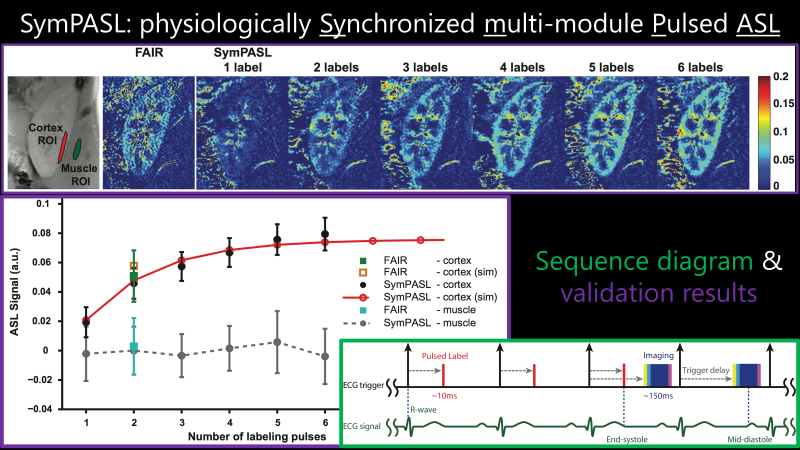 SymPASL: physiologically Synchronized multi-module Pulsed ASL
FAIR
SymPASL
1 label
2 labels
3 labels
4 labels
5 labels
6 labels
Cortex
ROI
Muscle
ROI
0.2
0.15
0.1
0.05
0
0.1
0.08
0.06
0.04
0.02
0
−0.02
−0.04
ASL Signal (a.u.)
FAIR - cortex
FAIR - cortex (sim)
SymPASL - cortex
SymPASL - cortex (sim)
FAIR - muscle
SymPASL - muscle
1 2 3 4 5 6
Number of labeling pulses
Sequence diagram &
validation results
Pulsed Label
Imaging
Trigger delay
ECG trigger
~10ms
~150ms
R-wave
ECG signal
End-systole
Mid-diastole